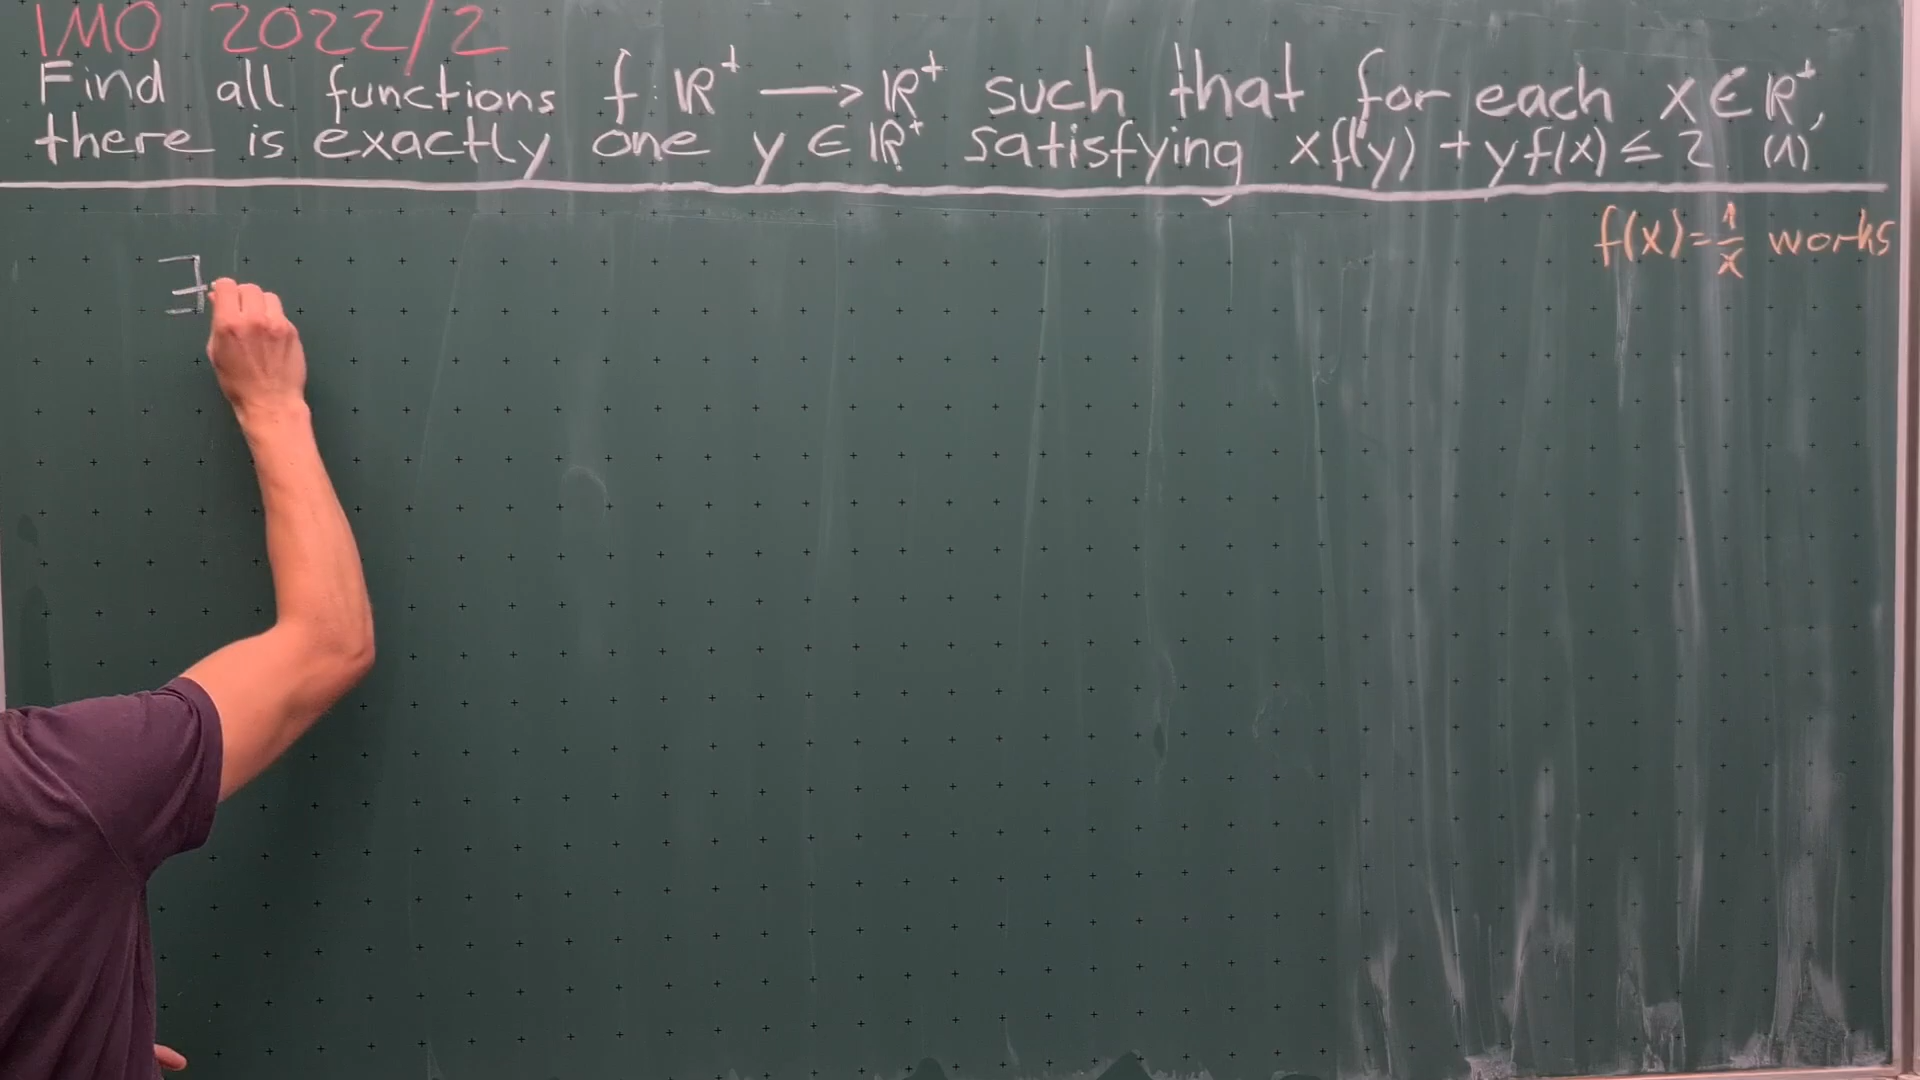 IMO 2022/2
Find all functions f: ℝ⁺ ⟶ ℝ⁺ such that for each x ∈ ℝ⁺,
there is exactly one y ∈ ℝ⁺ satisfying xf(y) + yf(x) ≤ 2. (1)
f(x) = 1/x works
∃